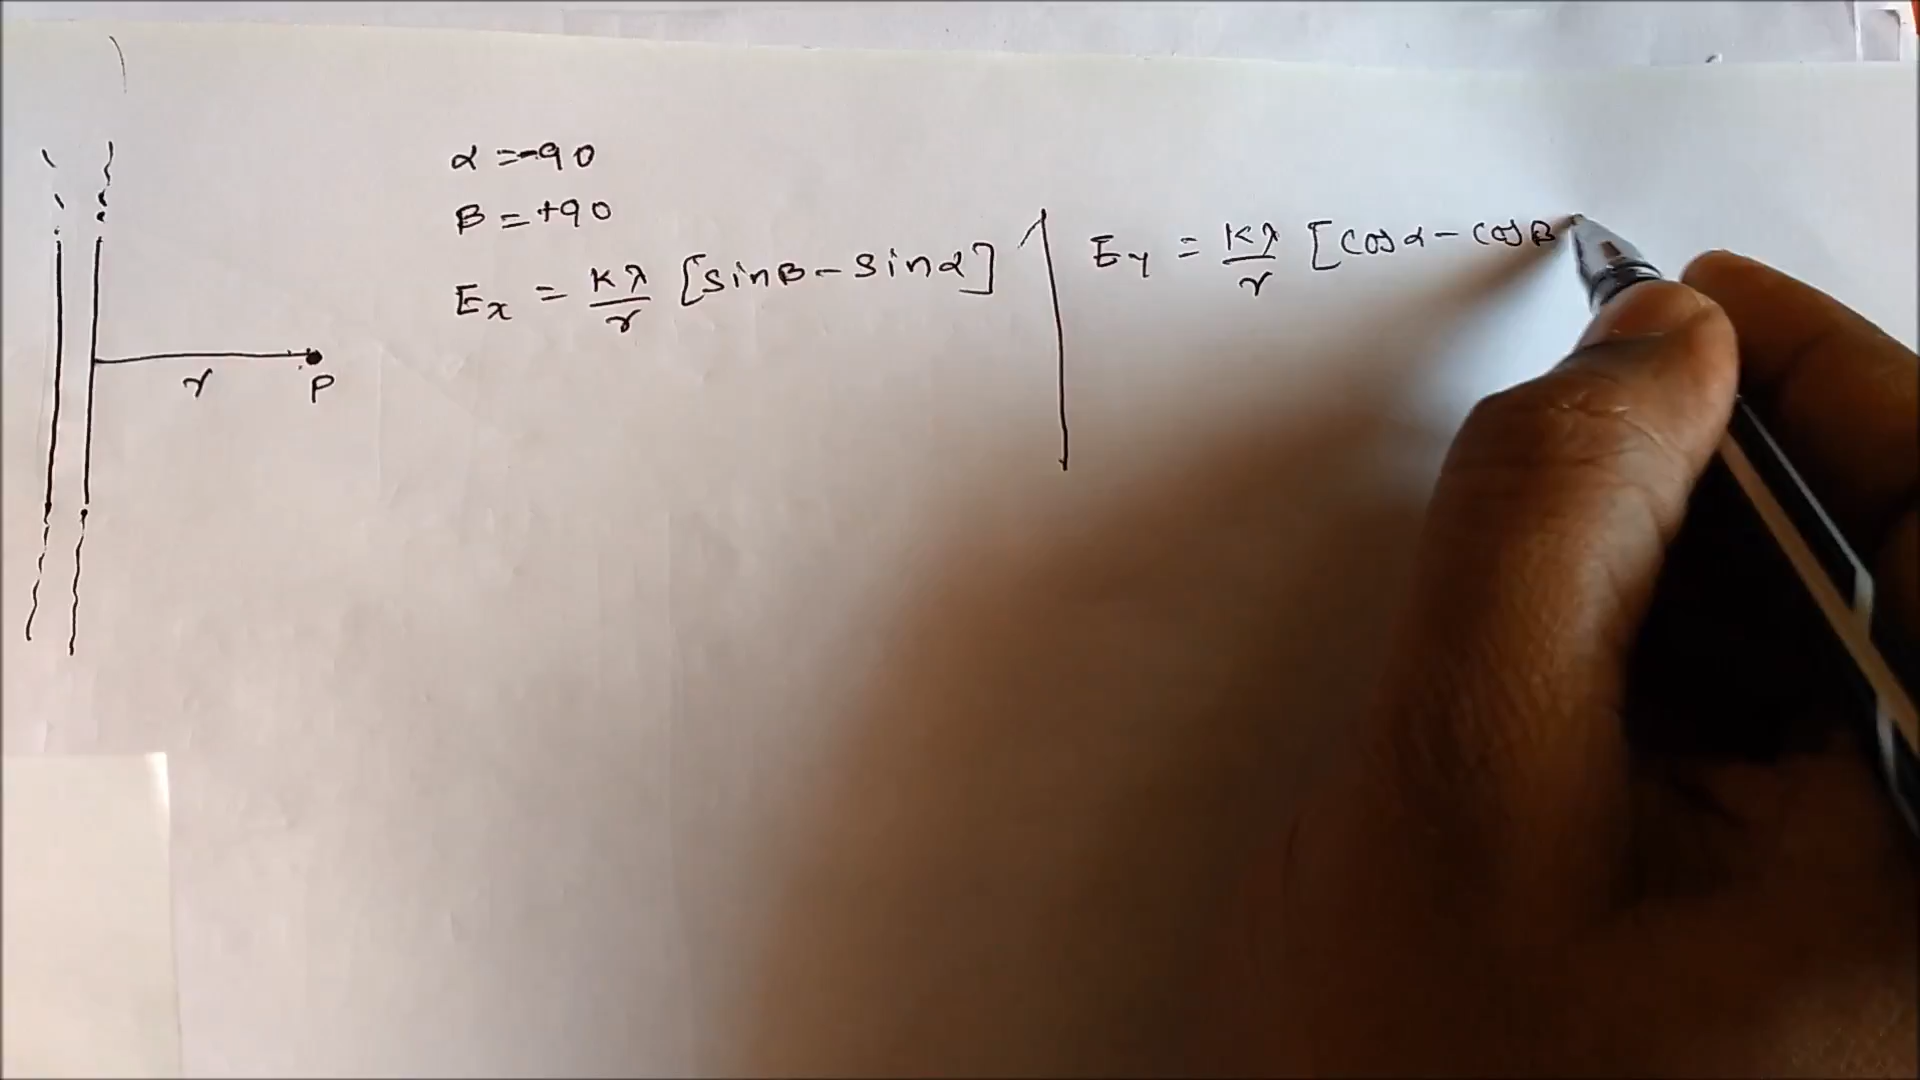 α = -90
β = +90
Ex = Kλ/r [sinβ - sinα]
Ey = Kλ/r [cosα - cosβ
r
P